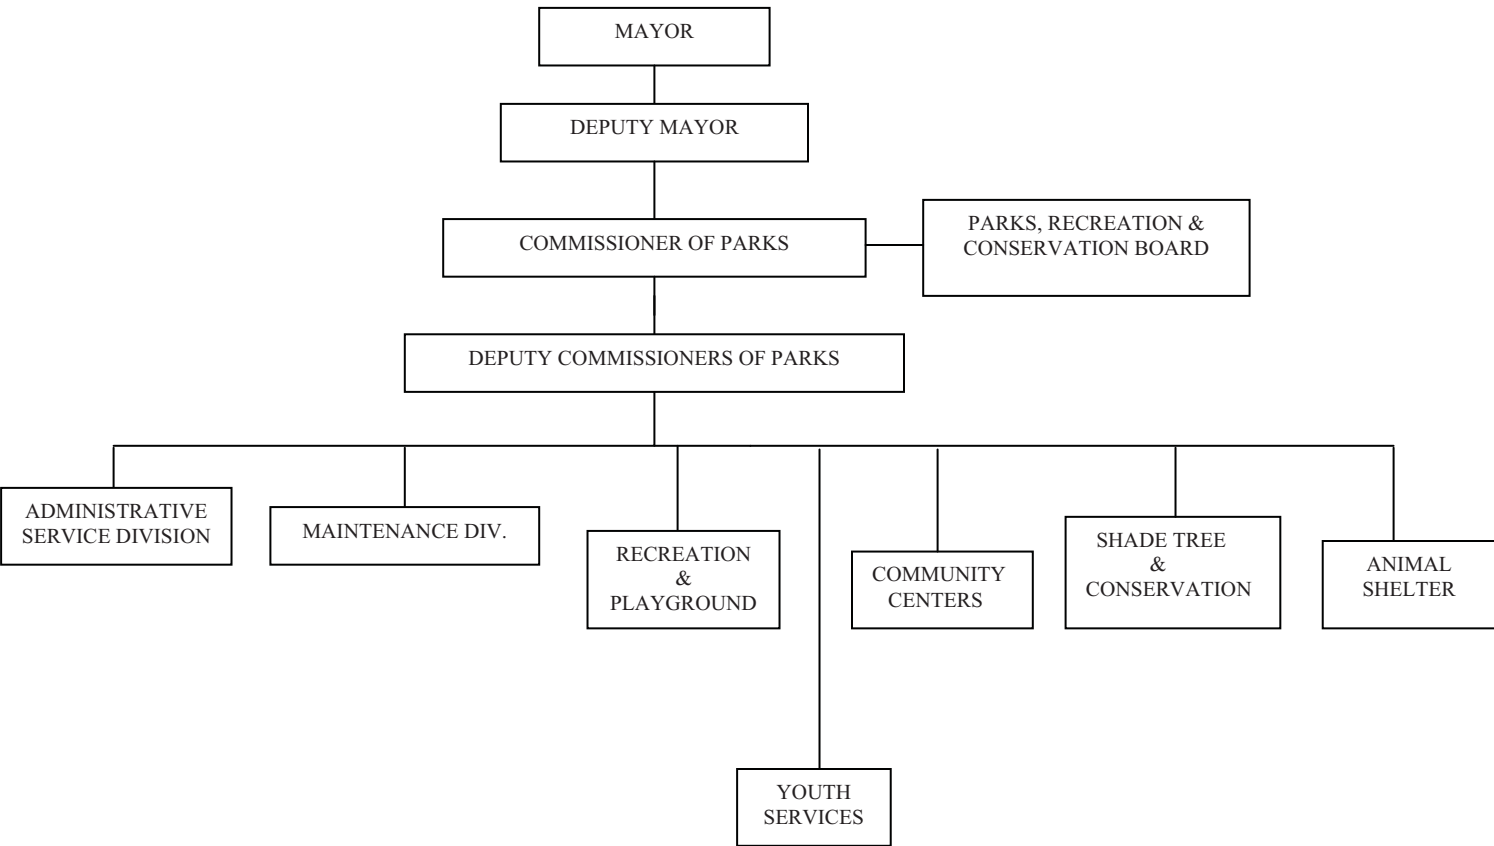 MAYOR
DEPUTY MAYOR
COMMISSIONER OF PARKS
PARKS, RECREATION &
CONSERVATION BOARD
DEPUTY COMMISSIONERS OF PARKS
ADMINISTRATIVE
SERVICE DIVISION
MAINTENANCE DIV.
RECREATION
&
PLAYGROUND
COMMUNITY
CENTERS
SHADE TREE
&
CONSERVATION
ANIMAL
SHELTER
YOUTH
SERVICES